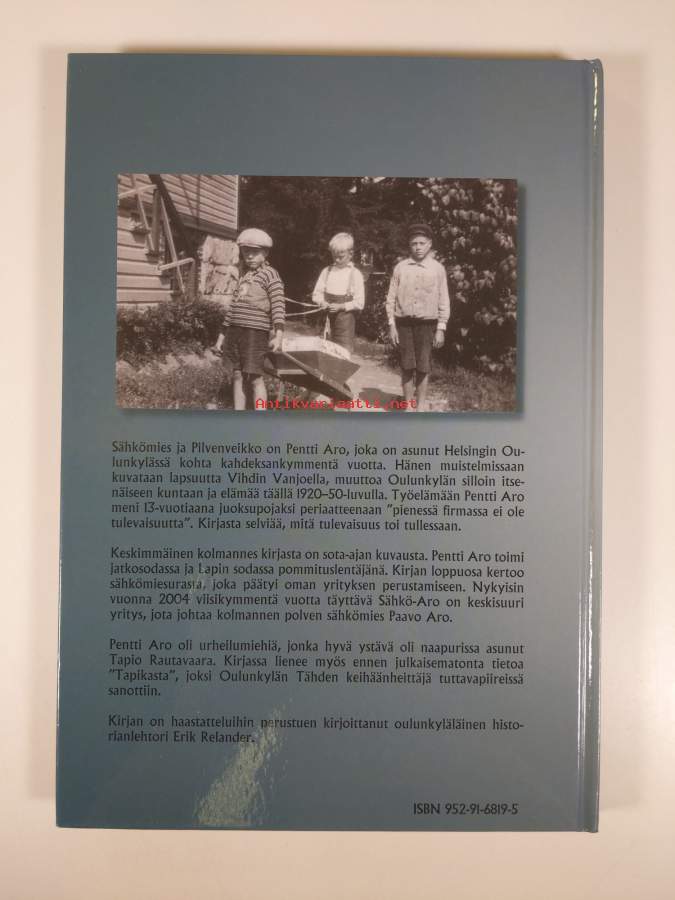 Antikvariaatti.net
Sähkömies ja Pilvenveikko on Pentti Aro, joka on asunut Helsingin Ou-
lunkylässä kohta kahdeksankymmentä vuotta. Hänen muistelmissaan
kuvataan lapsuutta Vihdin Vanjoella, muuttoa Oulunkylän silloin itse-
näiseen kuntaan ja elämää täällä 1920–50-luvulla. Työelämään Pentti Aro
meni 13-vuotiaana juoksupojaksi periaatteenaan "pienessä firmassa ei ole
tulevaisuutta". Kirjasta selviää, mitä tulevaisuus toi tullessaan.
Keskimmäinen kolmannes kirjasta on sota-ajan kuvausta. Pentti Aro toimi
jatkosodassa ja Lapin sodassa pommituslentäjänä. Kirjan loppuosa kertoo
sähkömiesurasta, joka päätyi oman yrityksen perustamiseen. Nykyisin
vuonna 2004 viisikymmentä vuotta täyttävä Sähkö-Aro on keskisuuri
yritys, jota johtaa kolmannen polven sähkömies Paavo Aro.
Pentti Aro oli urheilumiehiä, jonka hyvä ystävä oli naapurissa asunut
Tapio Rautavaara. Kirjassa lienee myös ennen julkaisematonta tietoa
"Tapikasta", joksi Oulunkylän Tähden keihäänheittäjä tuttavapiireissä
sanottiin.
Kirjan on haastatteluihin perustuen kirjoittanut oulunkyläläinen histo-
rianlehtori Erik Relander.
ISBN 952-91-6819-5